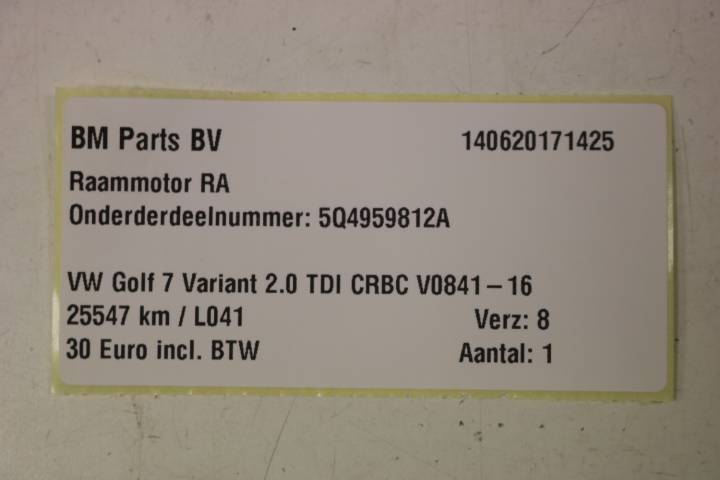 BM Parts BV 140620171425
Raammotor RA
Onderderdeelnummer: 5Q4959812A
VW Golf 7 Variant 2.0 TDI CRBC V0841-16
25547 km / L041 Verz: 8
30 Euro incl. BTW Aantal: 1